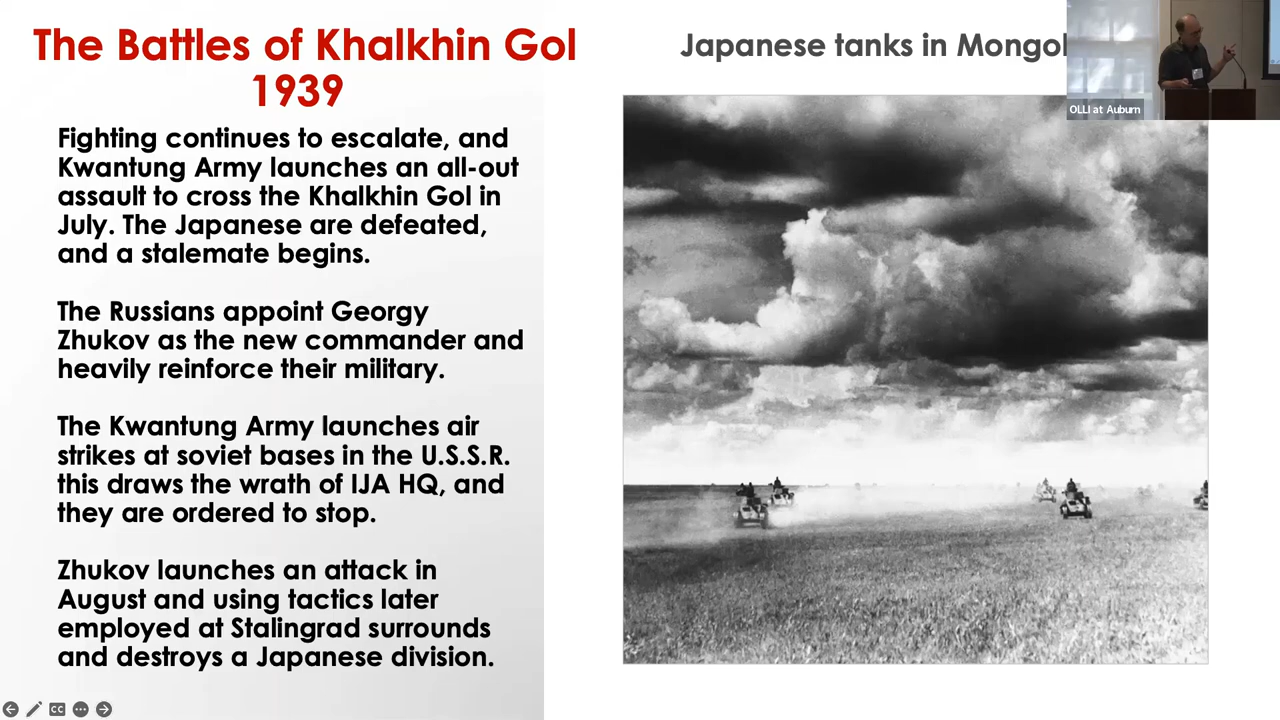 The Battles of Khalkhin Gol
1939
Fighting continues to escalate, and
Kwantung Army launches an all-out
assault to cross the Khalkhin Gol in
July. The Japanese are defeated,
and a stalemate begins.
The Russians appoint Georgy
Zhukov as the new commander and
heavily reinforce their military.
The Kwantung Army launches air
strikes at soviet bases in the U.S.S.R.
this draws the wrath of IJA HQ, and
they are ordered to stop.
Zhukov launches an attack in
August and using tactics later
employed at Stalingrad surrounds
and destroys a Japanese division.
Japanese tanks in Mongol
OLLI at Auburn
CC